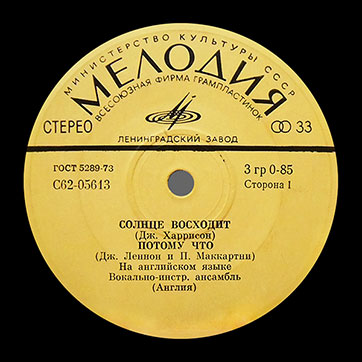 МИНИСТЕРСТВО КУЛЬТУРЫ СССР
МЕЛОДИЯ
ВСЕСОЮЗНАЯ ФИРМА ГРАМПЛАСТИНОК
СТЕРЕО
33
ЛЕНИНГРАДСКИЙ ЗАВОД
ГОСТ 5289-73
3 гр 0-85
С62-05613
Сторона I
СОЛНЦЕ ВОСХОДИТ
(Дж. Харрисон)
ПОТОМУ ЧТО
(Дж. Леннон и П. Маккартни)
На английском языке
Вокально-инстр. ансамбль
(Англия)